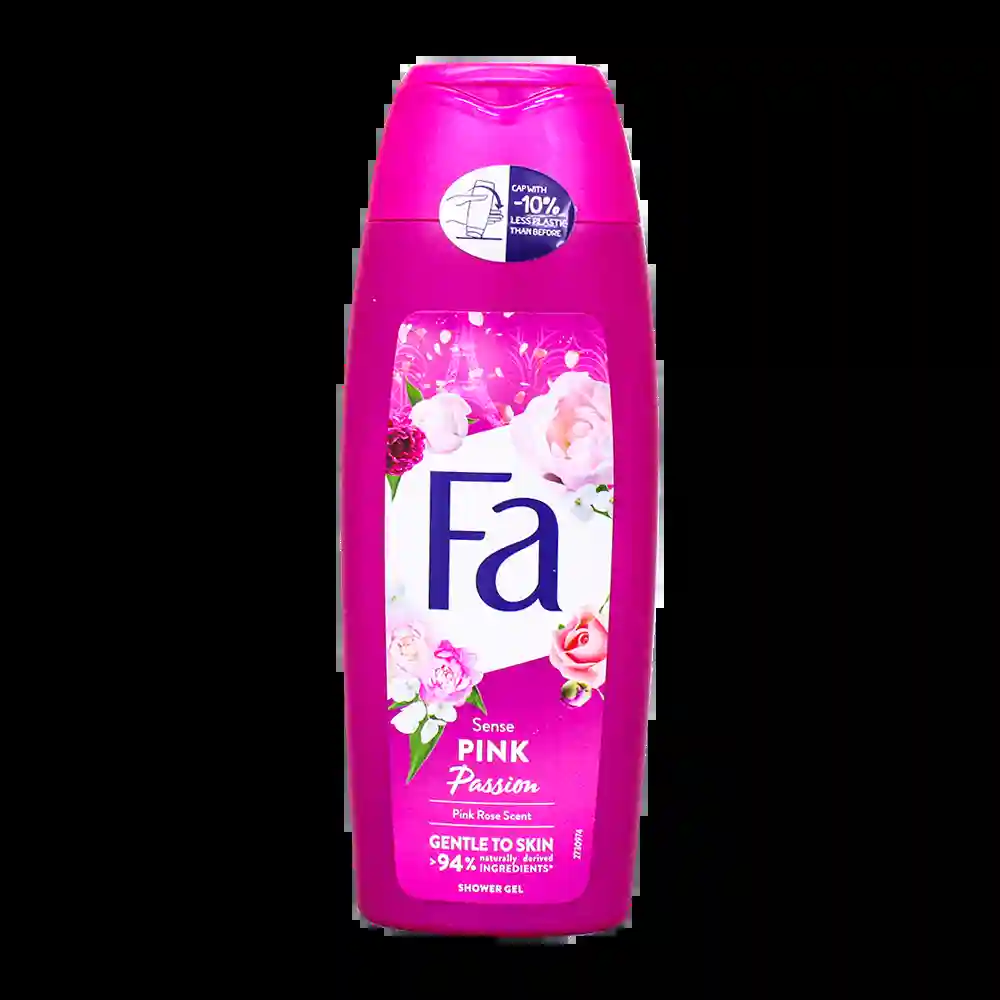 CAP WITH
-10%
LESS PLASTIC
THAN BEFORE
Fa
Sense
PINK
Passion
Pink Rose Scent
GENTLE TO SKIN
>94% naturally derived
INGREDIENTS*
SHOWER GEL
2730974